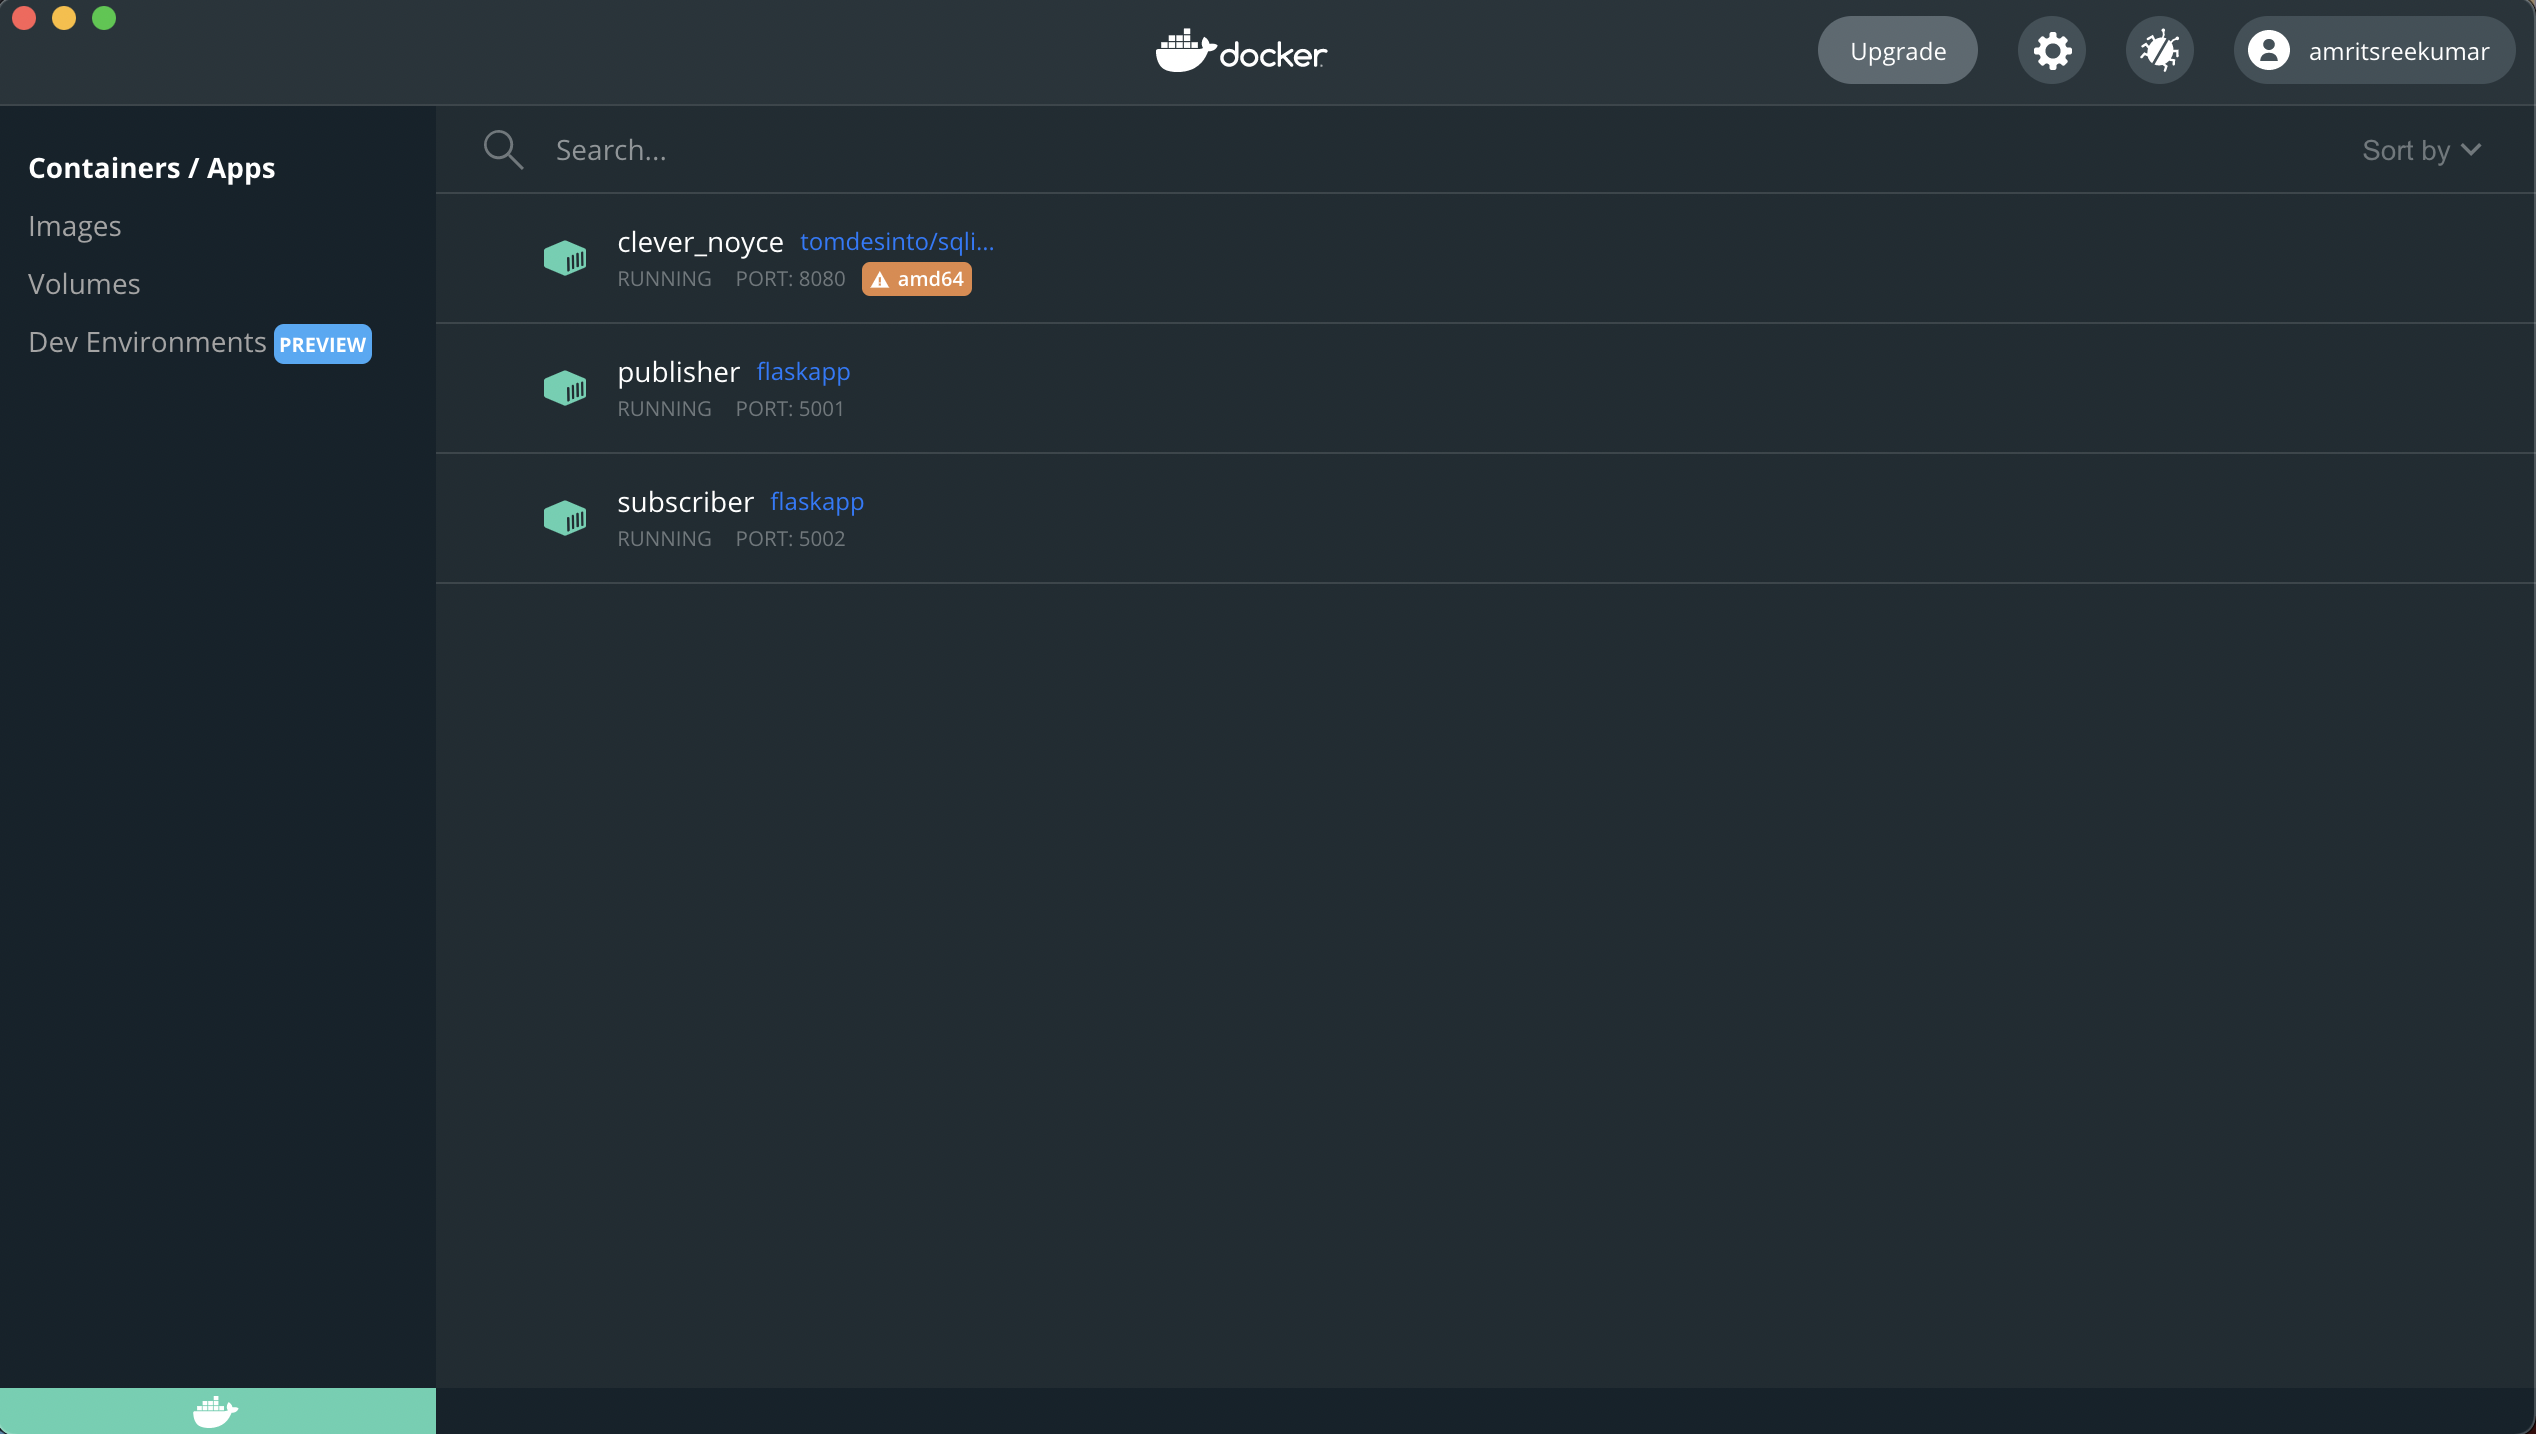 docker
Upgrade
amritsreekumar
Containers / Apps
Images
Volumes
Dev Environments PREVIEW
Search...
Sort by
clever_noyce tomdesinto/sqli...
RUNNING PORT: 8080 amd64
publisher flaskapp
RUNNING PORT: 5001
subscriber flaskapp
RUNNING PORT: 5002